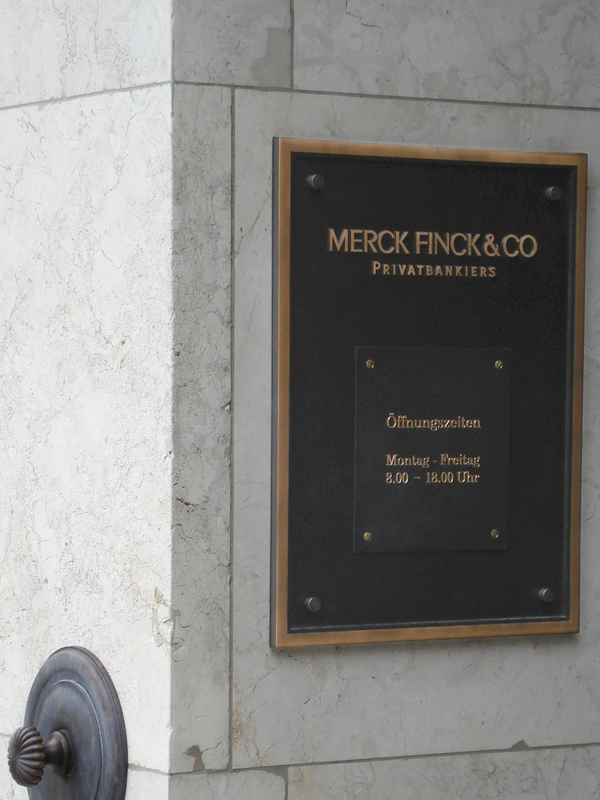 MERCK FINCK & CO
PRIVATBANKIERS
Öffnungszeiten
Montag - Freitag
8.00 - 18.00 Uhr